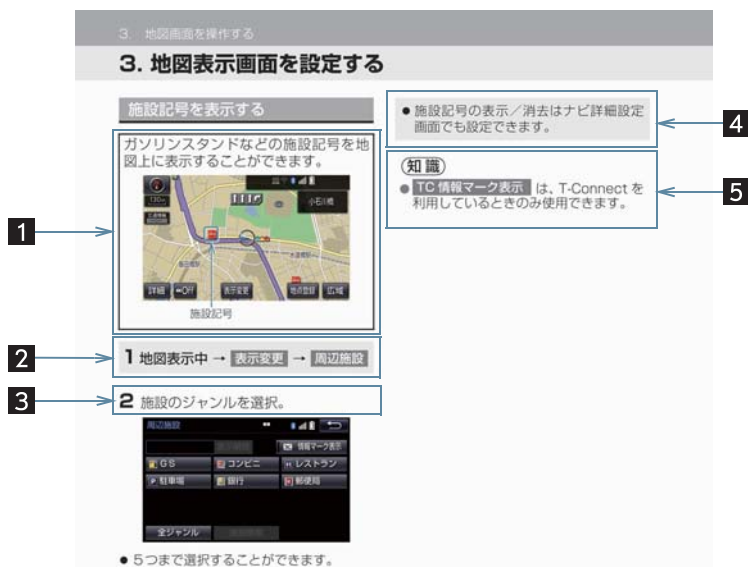 3. 地図画面を操作する
3. 地図表示画面を設定する
施設記号を表示する
ガソリンスタンドなどの施設記号を地
図上に表示することができます。
小石川橋
詳細
Off
表示変更
地点登録
広域
施設記号
1
1 地図表示中 → 表示変更 → 周辺施設
2
2 施設のジャンルを選択。
3
周辺施設
情報マーク表示
GS
コンビニ
レストラン
駐車場
銀行
郵便局
全ジャンル
● 5つまで選択することができます。
● 施設記号の表示／消去はナビ詳細設定
画面でも設定できます。
4
知 識
● TC 情報マーク表示 は、T-Connect を
利用しているときのみ使用できます。
5